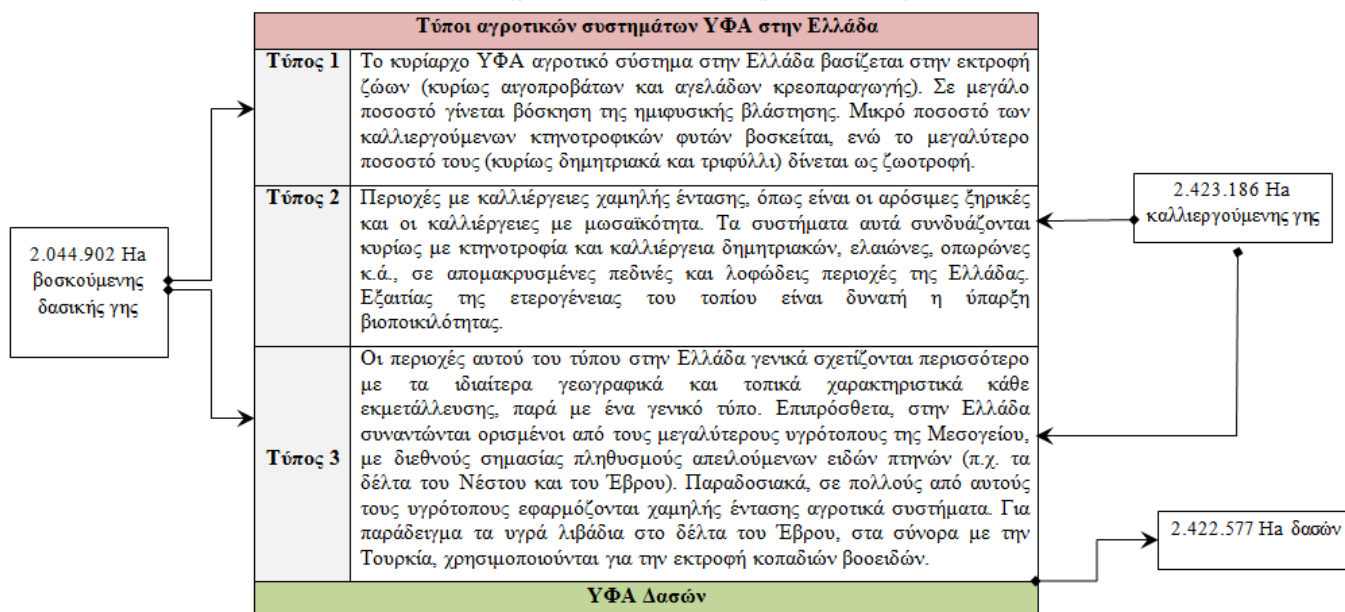 Τύποι αγροτικών συστημάτων ΥΦΑ στην Ελλάδα
Τύπος 1
Το κυρίαρχο ΥΦΑ αγροτικό σύστημα στην Ελλάδα βασίζεται στην εκτροφή
ζώων (κυρίως αιγοπροβάτων και αγελάδων κρεοπαραγωγής). Σε μεγάλο
ποσοστό γίνεται βόσκηση της ημιφυσικής βλάστησης. Μικρό ποσοστό των
καλλιεργούμενων κτηνοτροφικών φυτών βοσκείται, ενώ το μεγαλύτερο
ποσοστό τους (κυρίως δημητριακά και τριφύλλι) δίνεται ως ζωοτροφή.
Τύπος 2
Περιοχές με καλλιέργειες χαμηλής έντασης, όπως είναι οι αρόσιμες ξηρικές
και οι καλλιέργειες με μωσαϊκότητα. Τα συστήματα αυτά συνδυάζονται
κυρίως με κτηνοτροφία και καλλιέργεια δημητριακών, ελαιώνες, οπωρώνες
κ.ά., σε απομακρυσμένες πεδινές και λοφώδεις περιοχές της Ελλάδας.
Εξαιτίας της ετερογένειας του τοπίου είναι δυνατή η ύπαρξη
βιοποικιλότητας.
Τύπος 3
Οι περιοχές αυτού του τύπου στην Ελλάδα γενικά σχετίζονται περισσότερο
με τα ιδιαίτερα γεωγραφικά και τοπικά χαρακτηριστικά κάθε
εκμετάλλευσης, παρά με ένα γενικό τύπο. Επιπρόσθετα, στην Ελλάδα
συναντώνται ορισμένοι από τους μεγαλύτερους υγρότοπους της Μεσογείου,
με διεθνούς σημασίας πληθυσμούς απειλούμενων ειδών πτηνών (π.χ. τα
δέλτα του Νέστου και του Έβρου). Παραδοσιακά, σε πολλούς από αυτούς
τους υγρότοπους εφαρμόζονται χαμηλής έντασης αγροτικά συστήματα. Για
παράδειγμα τα υγρά λιβάδια στο δέλτα του Έβρου, στα σύνορα με την
Τουρκία, χρησιμοποιούνται για την εκτροφή κοπαδιών βοοειδών.
ΥΦΑ Δασών
2.044.902 Ha
βοσκούμενης
δασικής γης
2.423.186 Ha
καλλιεργούμενης γης
2.422.577 Ha δασών